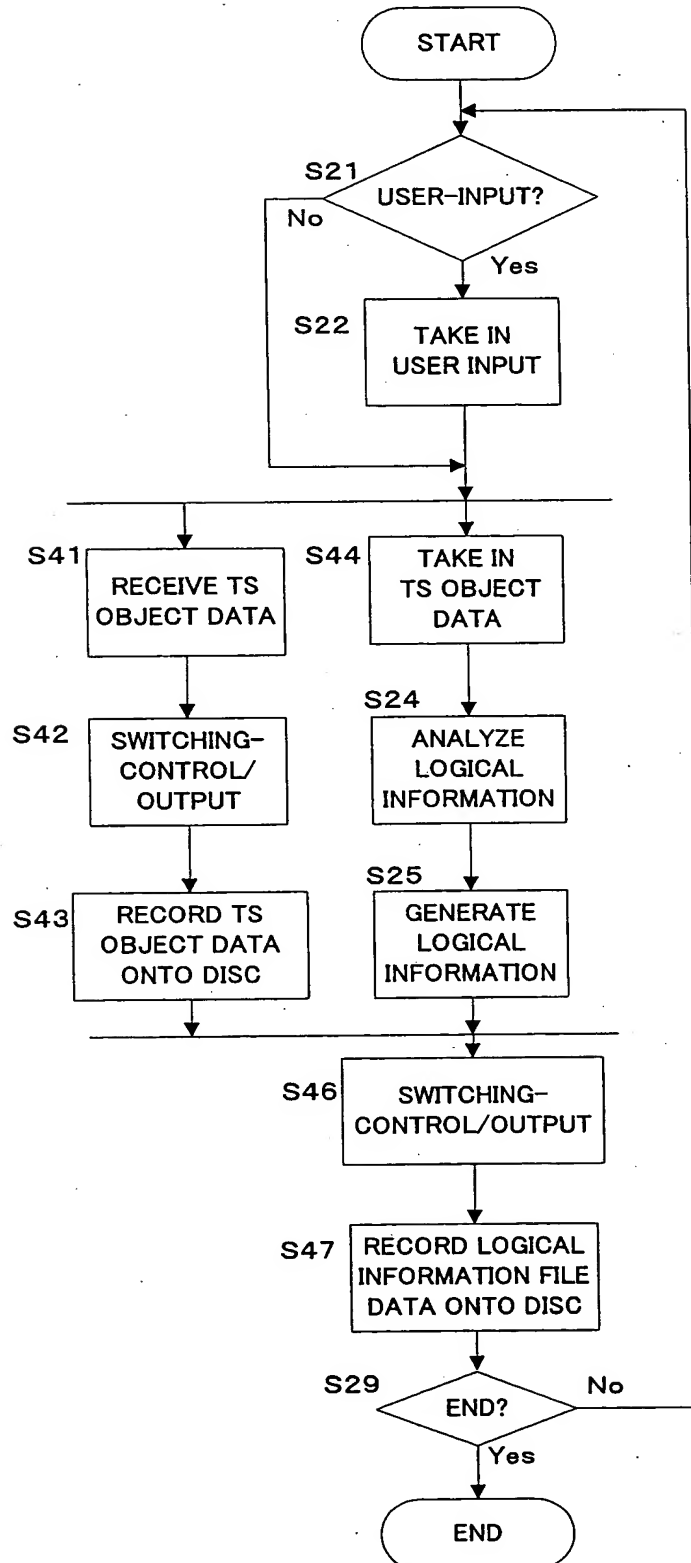 START
S21
USER-INPUT?
No
Yes
S22
TAKE IN
USER INPUT
S41
RECEIVE TS
OBJECT DATA
S44
TAKE IN
TS OBJECT
DATA
S42
SWITCHING-
CONTROL/
OUTPUT
S24
ANALYZE
LOGICAL
INFORMATION
S43
RECORD TS
OBJECT DATA
ONTO DISC
S25
GENERATE
LOGICAL
INFORMATION
S46
SWITCHING-
CONTROL/OUTPUT
S47
RECORD LOGICAL
INFORMATION FILE
DATA ONTO DISC
S29
END?
No
Yes
END